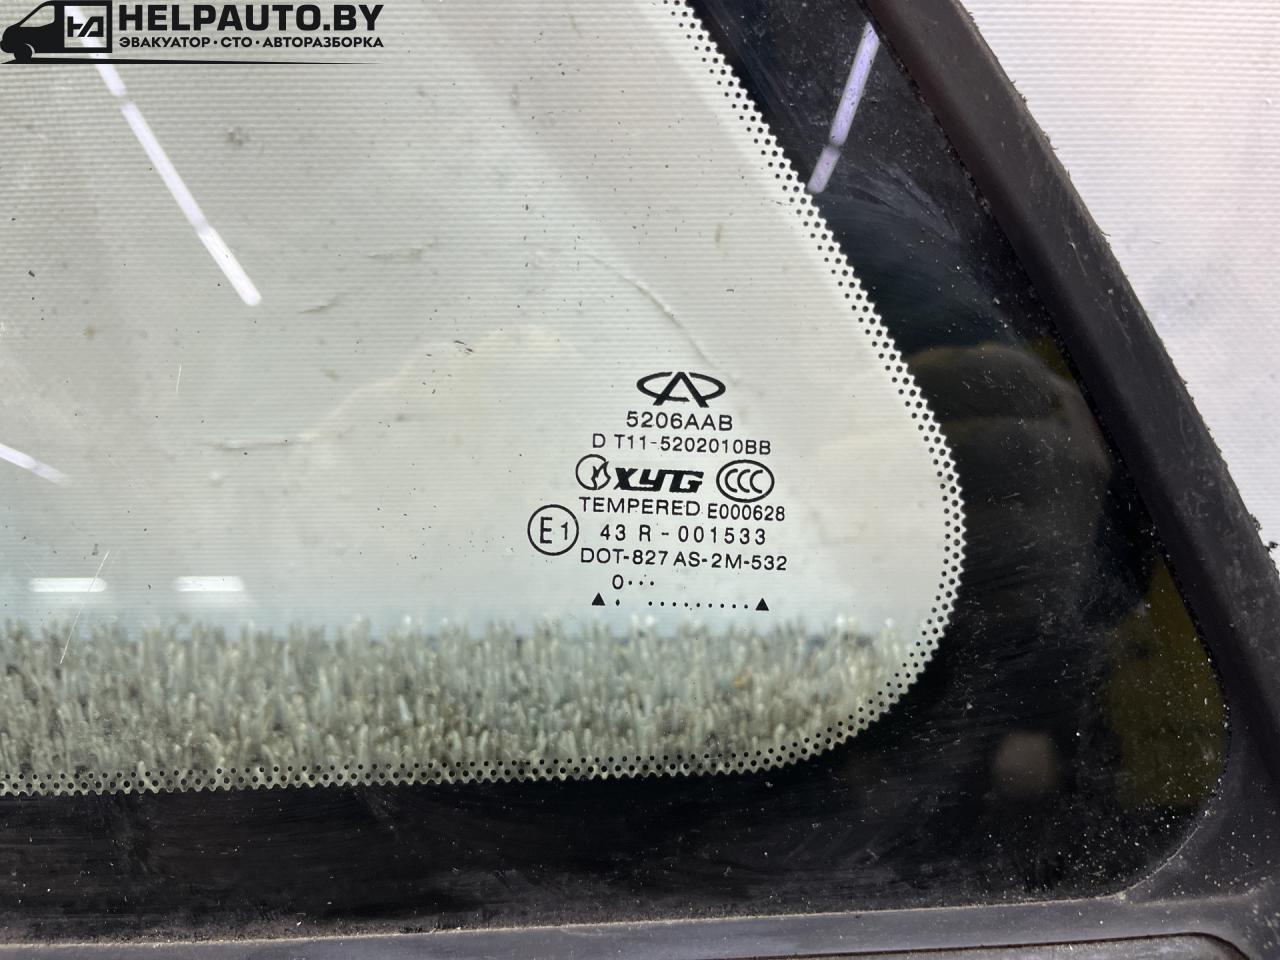 HELPAUTO.BY
ЭВАКУАТОР · СТО · АВТОРАЗБОРКА
5206AAB
D T11-5202010BB
XYG CCC
TEMPERED E000628
E1 43 R - 001533
DOT-827 AS-2M-532
0···